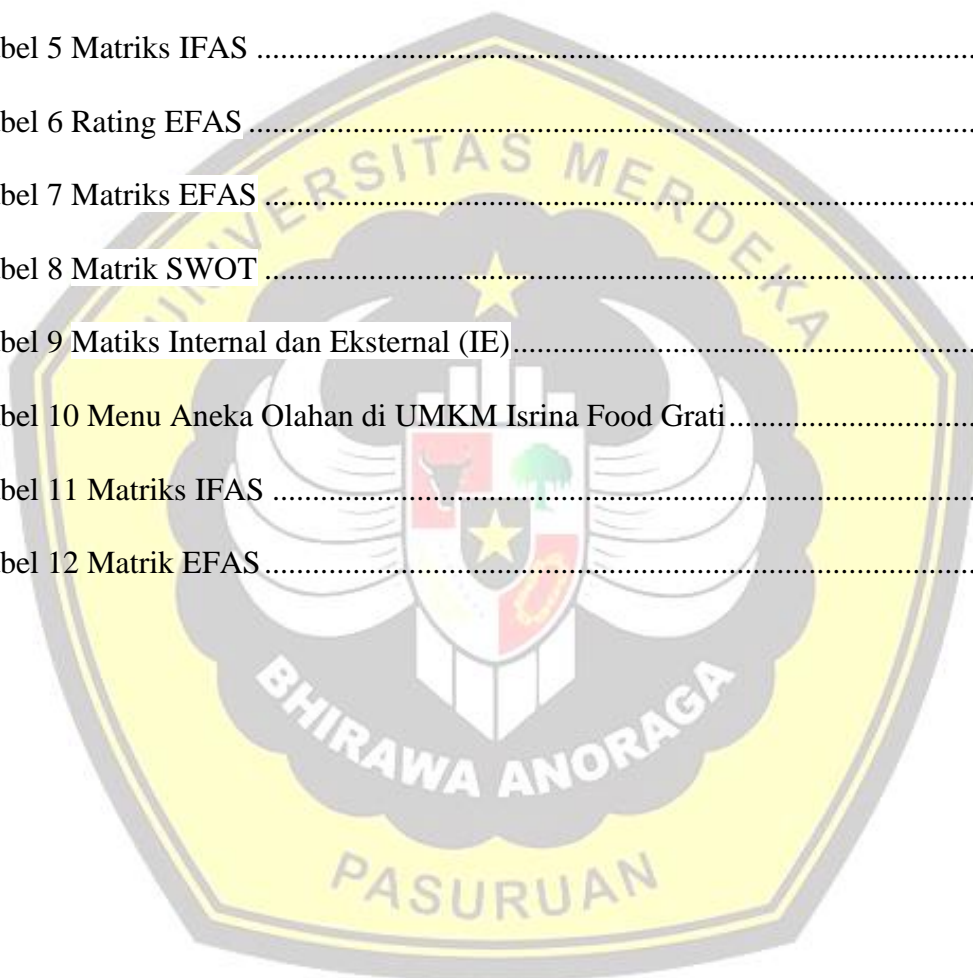 bel 5 Matriks IFAS ....................................................................................................
bel 6 Rating EFAS ....................................................................................................
bel 7 Matriks EFAS ..................................................................................................
bel 8 Matrik SWOT ..................................................................................................
bel 9 Matiks Internal dan Eksternal (IE)...................................................................
bel 10 Menu Aneka Olahan di UMKM Isrina Food Grati........................................
bel 11 Matriks IFAS .................................................................................................
bel 12 Matrik EFAS..................................................................................................
UNIVERSITAS MERDEKA
BHIRAWA ANORAGA
PASURUAN